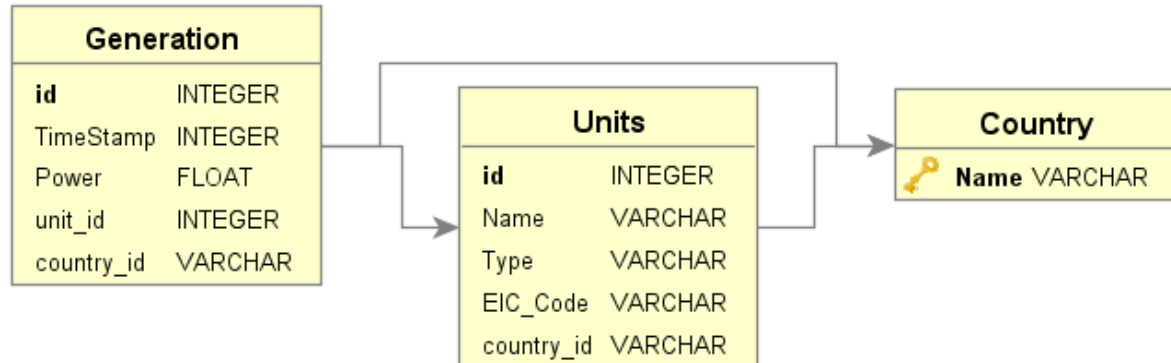 Generation
id INTEGER
TimeStamp INTEGER
Power FLOAT
unit_id INTEGER
country_id VARCHAR
Units
id INTEGER
Name VARCHAR
Type VARCHAR
EIC_Code VARCHAR
country_id VARCHAR
Country
Name VARCHAR